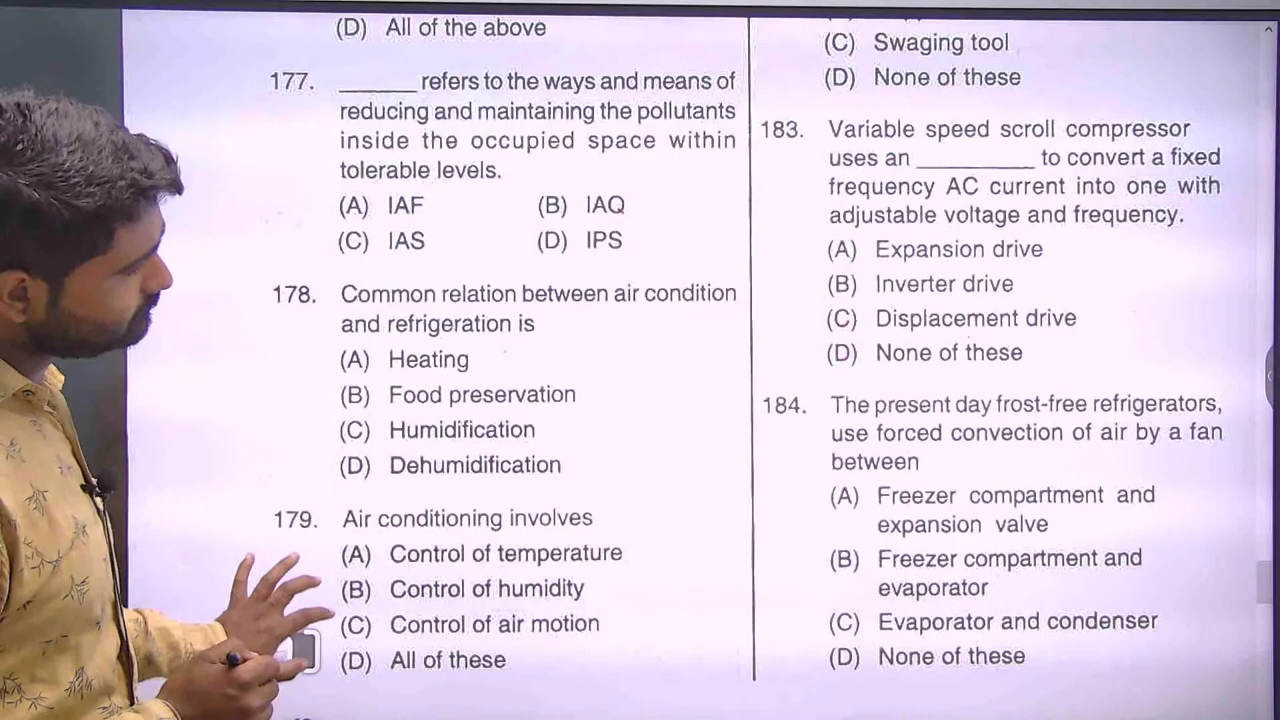 (D) All of the above
177. ______ refers to the ways and means of
reducing and maintaining the pollutants
inside the occupied space within
tolerable levels.
(A) IAF (B) IAQ
(C) IAS (D) IPS
178. Common relation between air condition
and refrigeration is
(A) Heating
(B) Food preservation
(C) Humidification
(D) Dehumidification
179. Air conditioning involves
(A) Control of temperature
(B) Control of humidity
(C) Control of air motion
(D) All of these
(C) Swaging tool
(D) None of these
183. Variable speed scroll compressor
uses an _________ to convert a fixed
frequency AC current into one with
adjustable voltage and frequency.
(A) Expansion drive
(B) Inverter drive
(C) Displacement drive
(D) None of these
184. The present day frost-free refrigerators,
use forced convection of air by a fan
between
(A) Freezer compartment and
expansion valve
(B) Freezer compartment and
evaporator
(C) Evaporator and condenser
(D) None of these